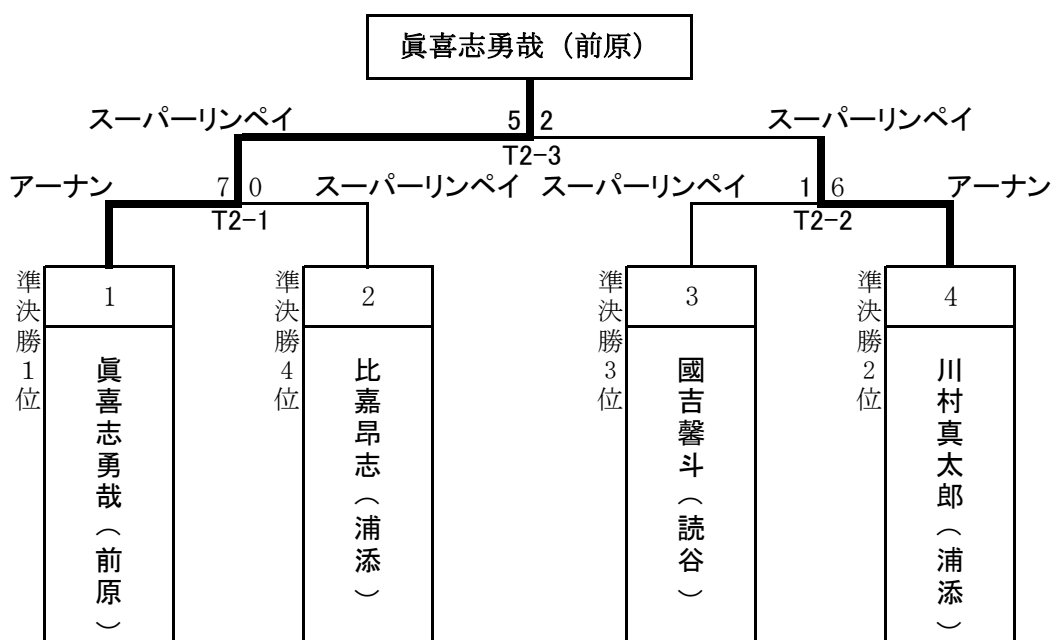 眞喜志勇哉（前原）
スーパーリンペイ
5 2
スーパーリンペイ
T2-3
アーナン
7 0
スーパーリンペイ
スーパーリンペイ
1 6
アーナン
T2-1
T2-2
準決勝1位
1
眞喜志勇哉（前原）
準決勝4位
2
比嘉昂志（浦添）
準決勝3位
3
國吉馨斗（読谷）
準決勝2位
4
川村真太郎（浦添）